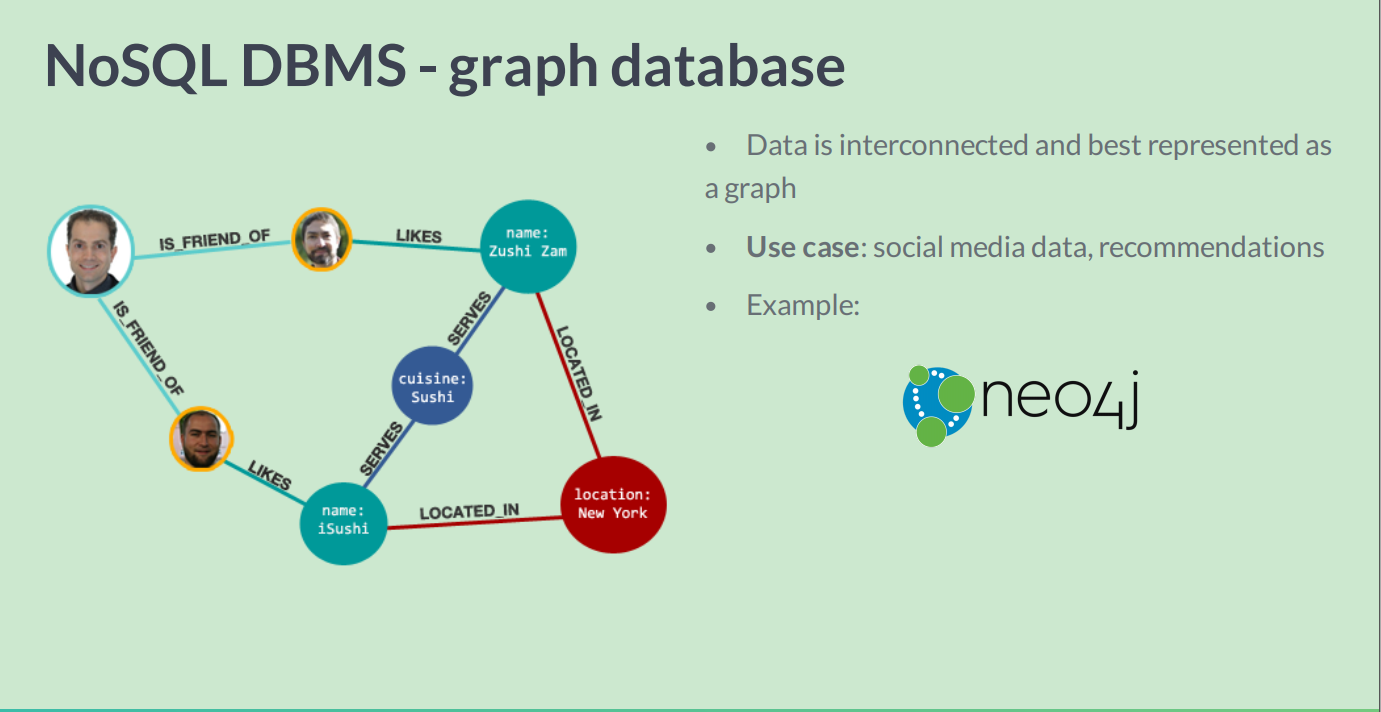 NoSQL DBMS - graph database
• Data is interconnected and best represented as
a graph
• Use case: social media data, recommendations
• Example:
IS_FRIEND_OF
LIKES
name:
Zushi Zam
IS_FRIEND_OF
SERVES
LOCATED_IN
cuisine:
Sushi
SERVES
LIKES
name:
iSushi
LOCATED_IN
location:
New York
neo4j